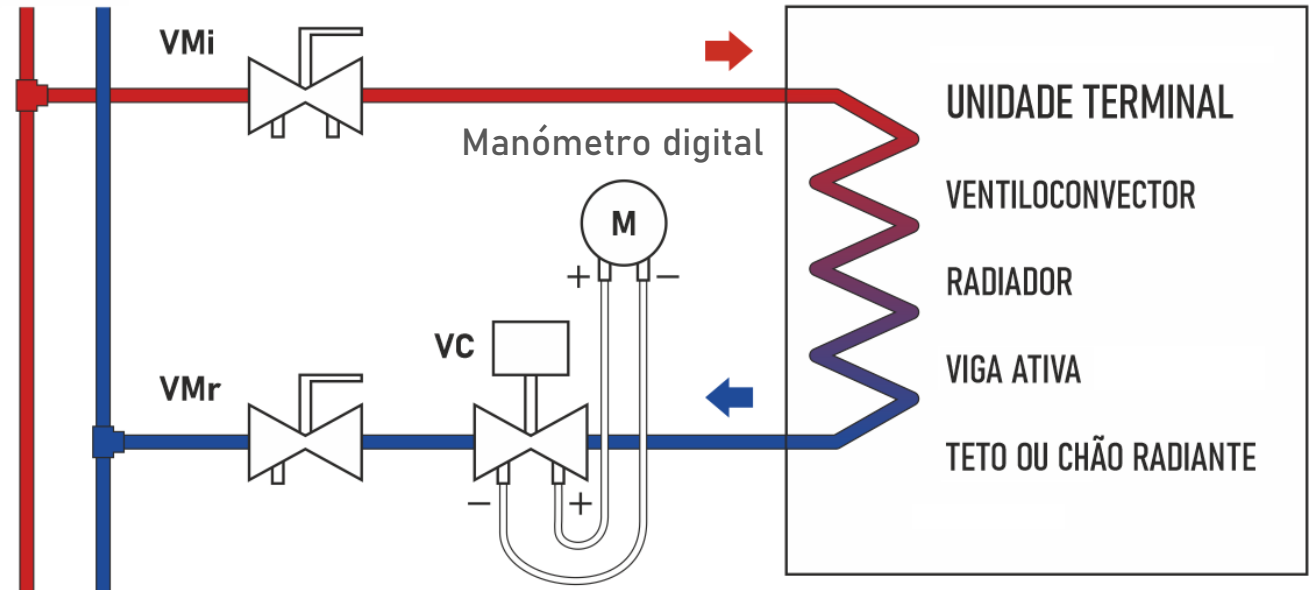 VMi
UNIDADE TERMINAL
Manómetro digital
VENTILOCONVECTOR
M
+
−
RADIADOR
VC
VIGA ATIVA
VMr
TETO OU CHÃO RADIANTE
−
+